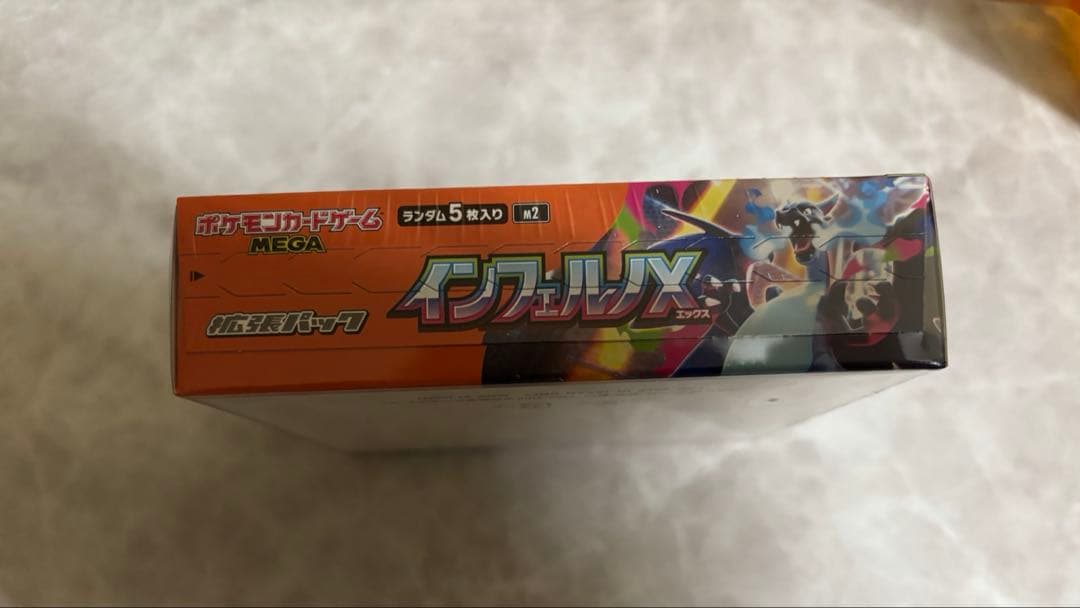 ポケモンカードゲーム
MEGA
ランダム5枚入り M2
インフェルノX
エックス
拡張パック